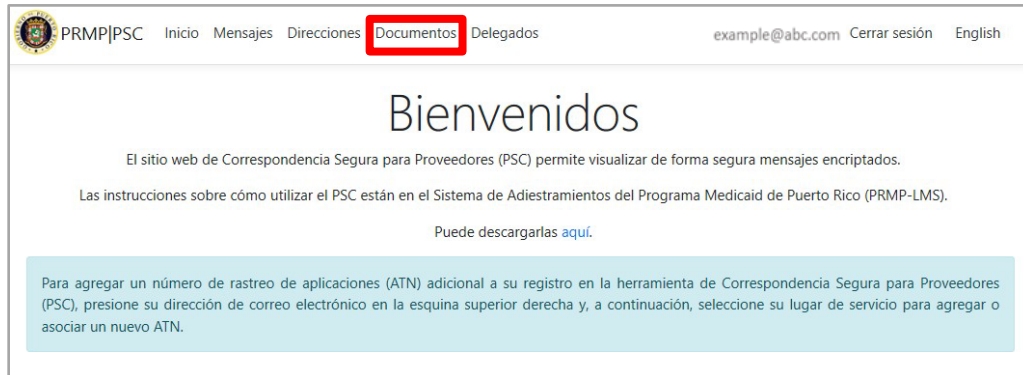 PRMP|PSC Inicio Mensajes Direcciones Documentos Delegados example@abc.com Cerrar sesión English
Bienvenidos
El sitio web de Correspondencia Segura para Proveedores (PSC) permite visualizar de forma segura mensajes encriptados.
Las instrucciones sobre cómo utilizar el PSC están en el Sistema de Adiestramientos del Programa Medicaid de Puerto Rico (PRMP-LMS).
Puede descargarlas aquí.
Para agregar un número de rastreo de aplicaciones (ATN) adicional a su registro en la herramienta de Correspondencia Segura para Proveedores
(PSC), presione su dirección de correo electrónico en la esquina superior derecha y, a continuación, seleccione su lugar de servicio para agregar o
asociar un nuevo ATN.